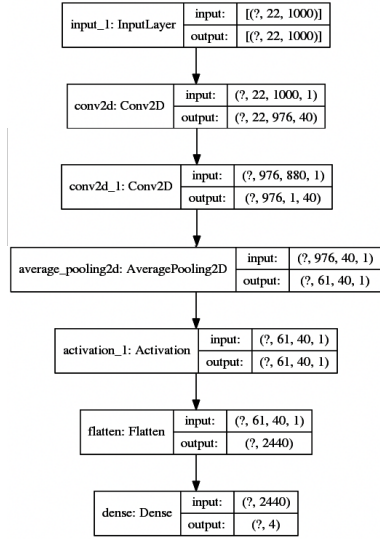 input_1: InputLayer
input: [(?, 22, 1000)]
output: [(?, 22, 1000)]
conv2d: Conv2D
input: (?, 22, 1000, 1)
output: (?, 22, 976, 40)
conv2d_1: Conv2D
input: (?, 976, 880, 1)
output: (?, 976, 1, 40)
average_pooling2d: AveragePooling2D
input: (?, 976, 40, 1)
output: (?, 61, 40, 1)
activation_1: Activation
input: (?, 61, 40, 1)
output: (?, 61, 40, 1)
flatten: Flatten
input: (?, 61, 40, 1)
output: (?, 2440)
dense: Dense
input: (?, 2440)
output: (?, 4)